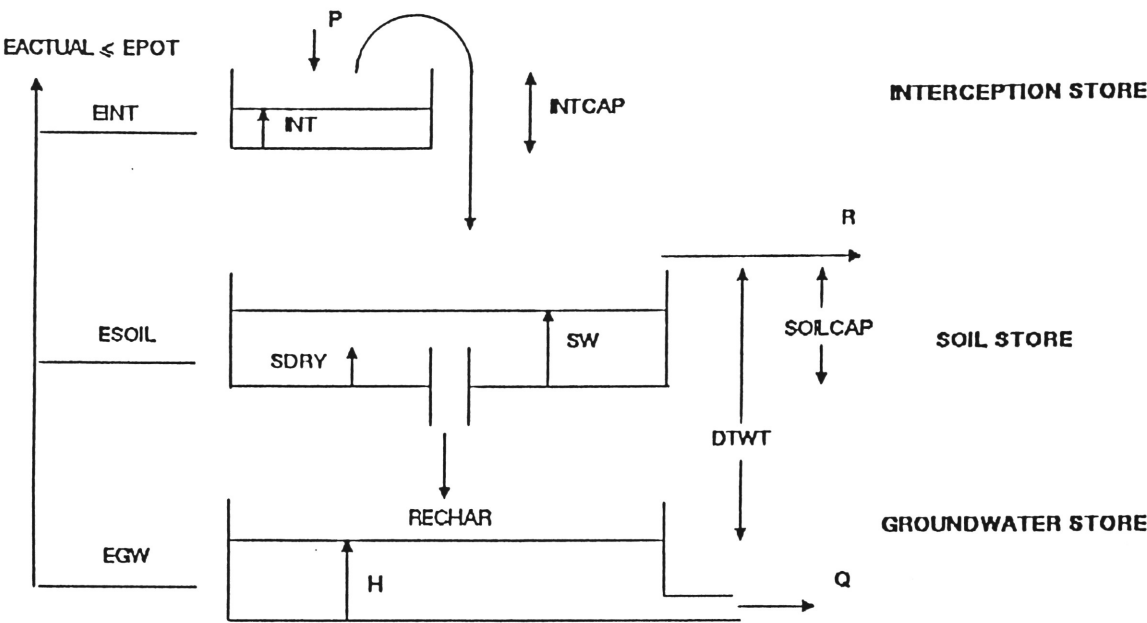 P
EACTUAL ⩽ EPOT
INTERCEPTION STORE
EINT
INT
INTCAP
R
ESOIL
SDRY
SW
SOILCAP
SOIL STORE
DTWT
RECHAR
GROUNDWATER STORE
EGW
H
Q